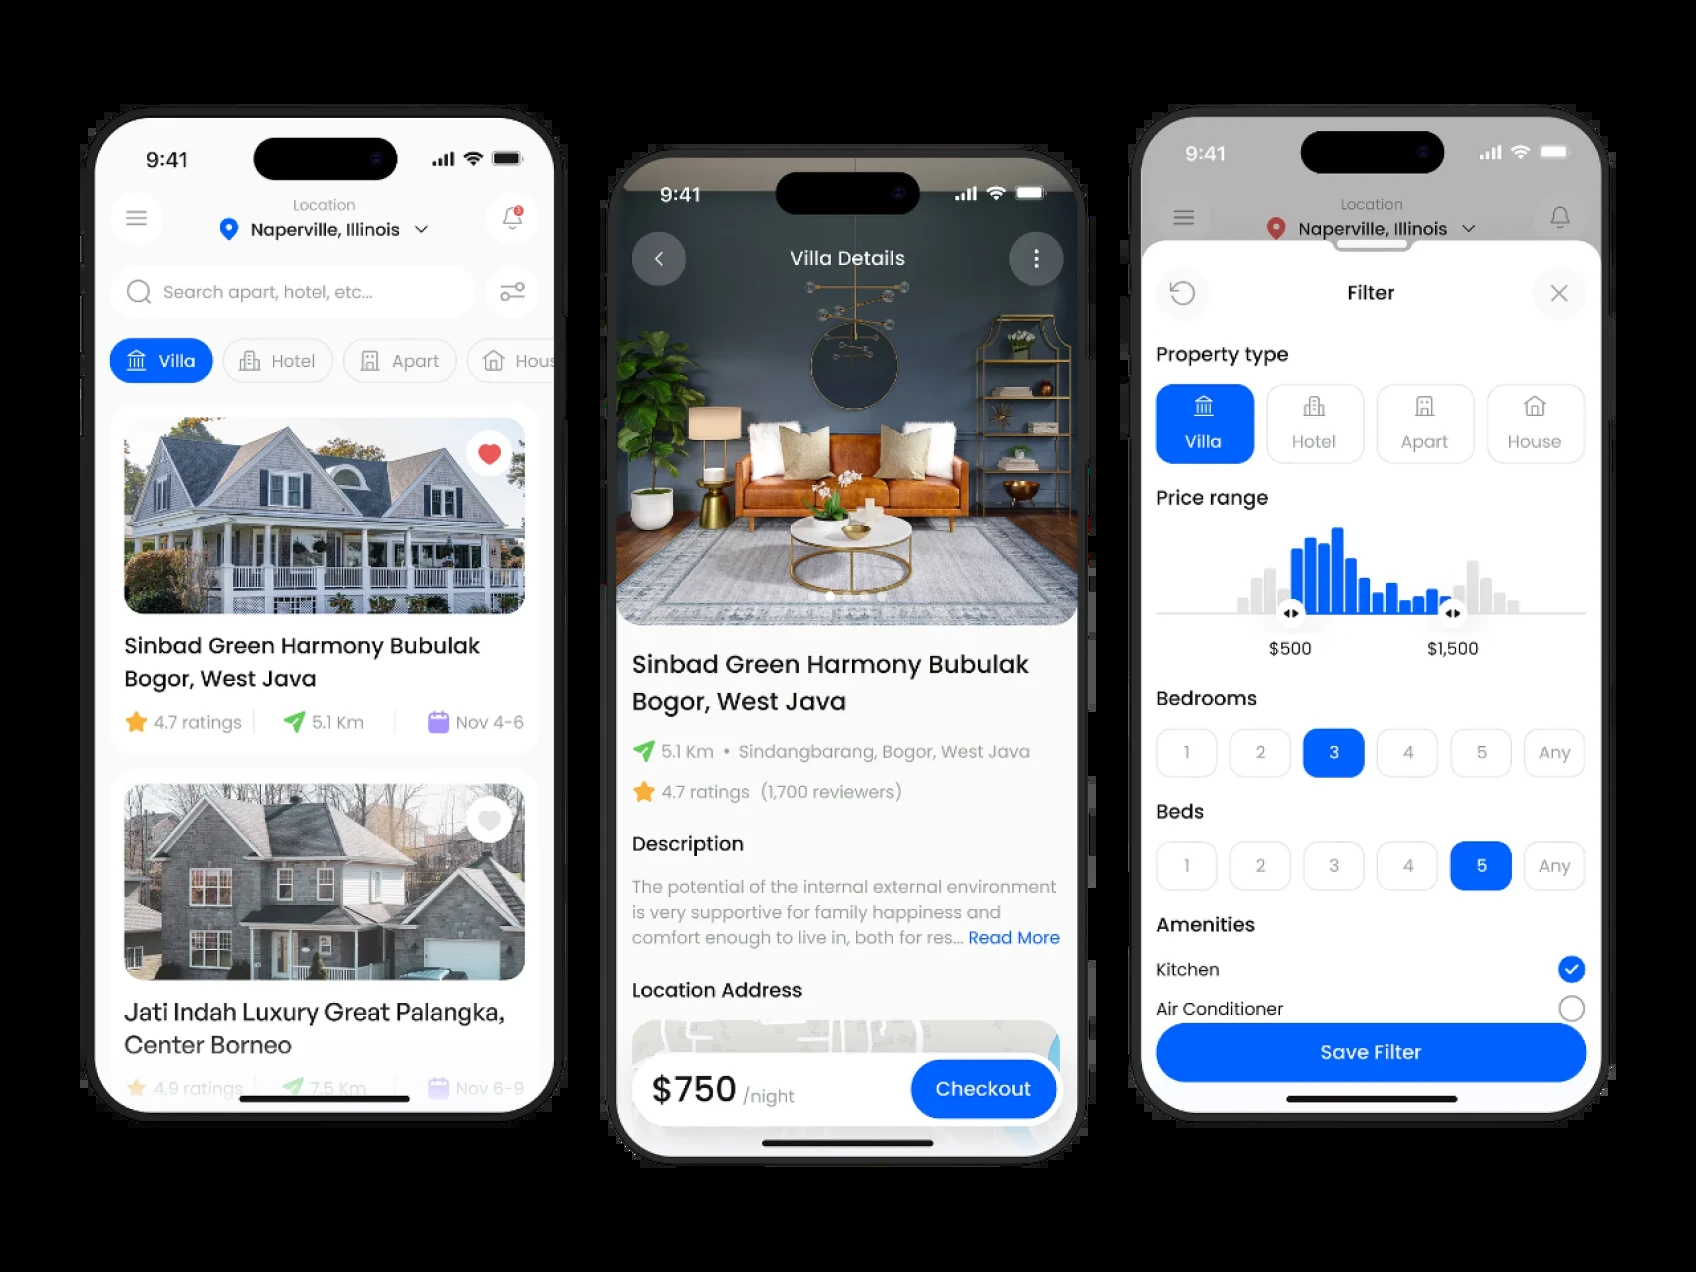 9:41
Location
Naperville, Illinois
3
Search apart, hotel, etc...
Villa
Hotel
Apart
Hous
Sinbad Green Harmony Bubulak
Bogor, West Java
4.7 ratings
5.1 Km
Nov 4-6
Jati Indah Luxury Great Palangka,
Center Borneo
4.9 ratings
7.5 Km
Nov 6-9
9:41
Villa Details
Sinbad Green Harmony Bubulak
Bogor, West Java
5.1 Km • Sindangbarang, Bogor, West Java
4.7 ratings (1,700 reviewers)
Description
The potential of the internal external environment
is very supportive for family happiness and
comfort enough to live in, both for res... Read More
Location Address
$750 /night
Checkout
9:41
Location
Naperville, Illinois
Filter
Property type
Villa
Hotel
Apart
House
Price range
$500
$1,500
Bedrooms
1 2 3 4 5 Any
Beds
1 2 3 4 5 Any
Amenities
Kitchen
Air Conditioner
Save Filter